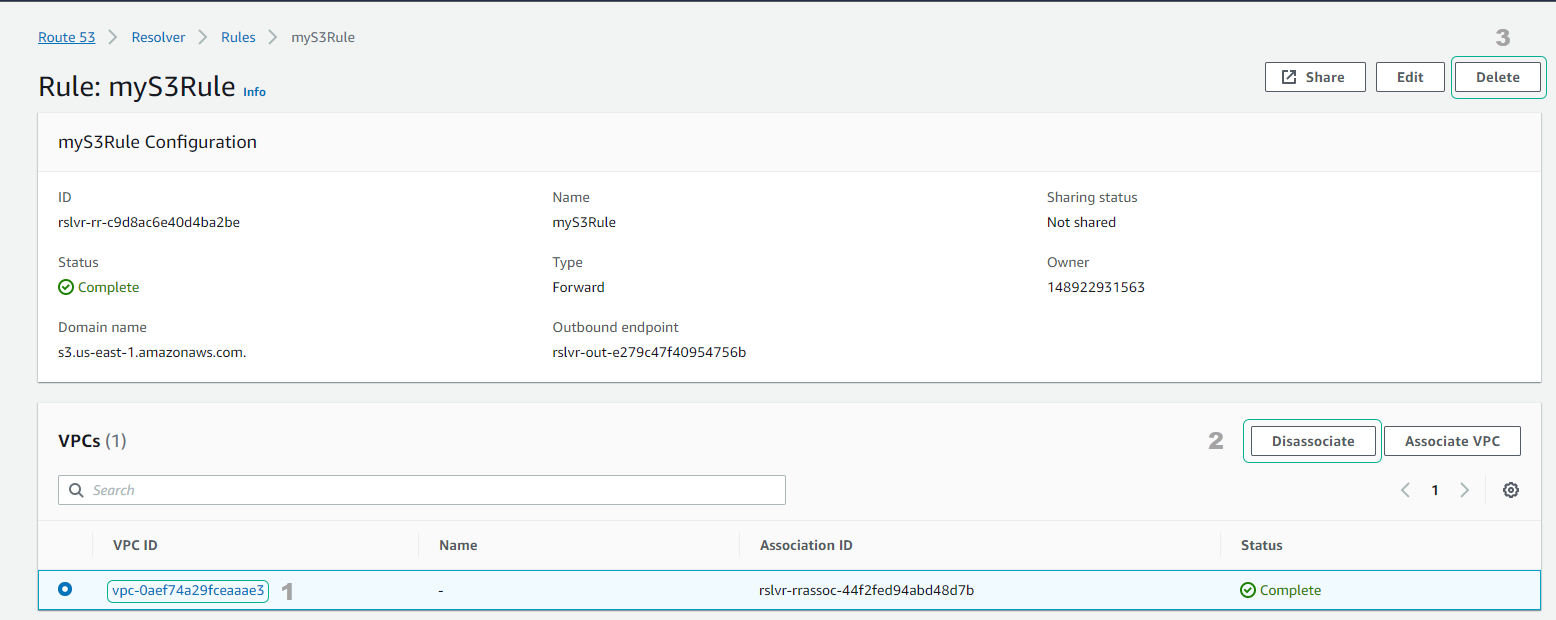 Route 53 > Resolver > Rules > myS3Rule
3
Rule: myS3Rule Info
Share Edit Delete
myS3Rule Configuration
ID Name Sharing status
rslvr-rr-c9d8ac6e40d4ba2be myS3Rule Not shared
Status Type Owner
Complete Forward 148922931563
Domain name Outbound endpoint
s3.us-east-1.amazonaws.com. rslvr-out-e279c47f40954756b
VPCs (1) 2 Disassociate Associate VPC
Search < 1 >
VPC ID Name Association ID Status
vpc-0aef74a29fceaaae3 1 - rslvr-rrassoc-44f2fed94abd48d7b Complete